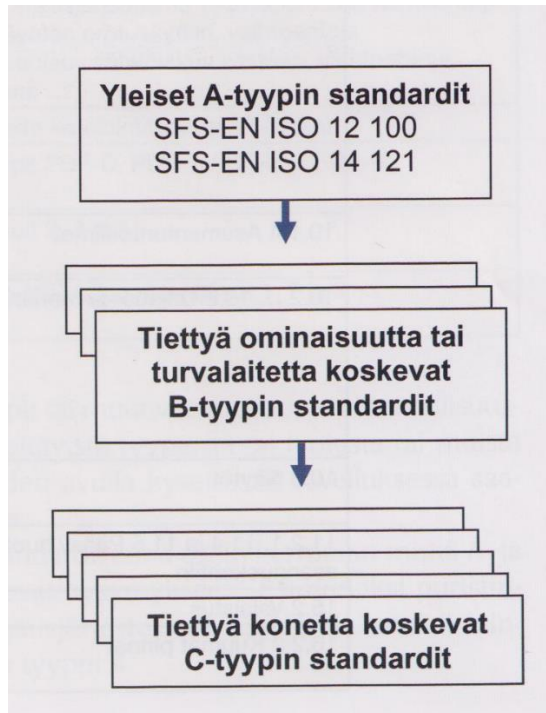 Yleiset A-tyypin standardit
SFS-EN ISO 12 100
SFS-EN ISO 14 121
Tiettyä ominaisuutta tai
turvalaitetta koskevat
B-tyypin standardit
Tiettyä konetta koskevat
C-tyypin standardit